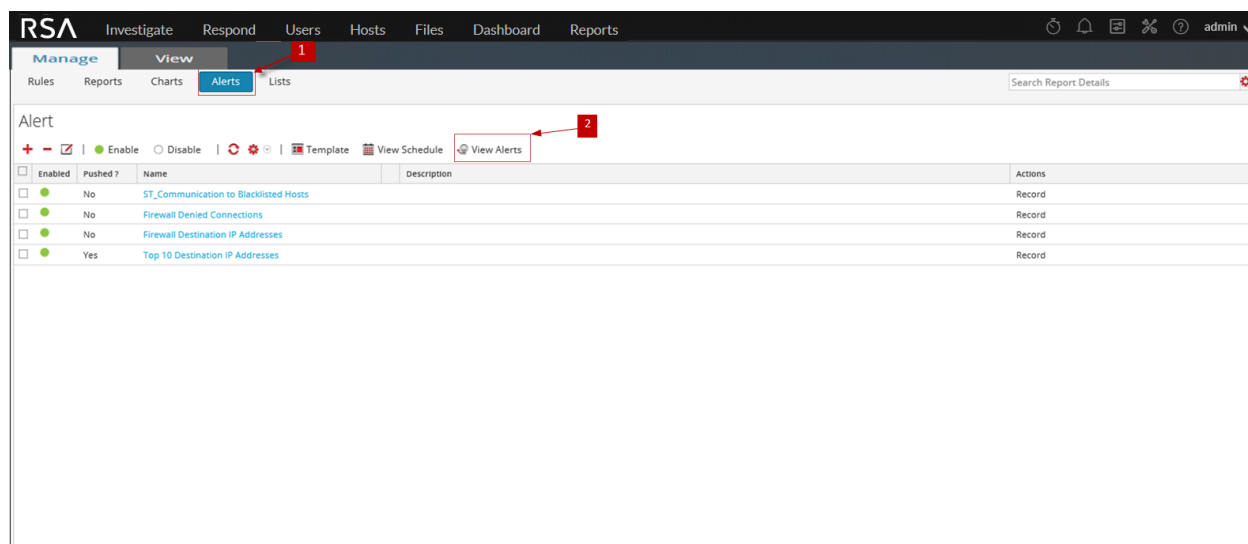 RSA Investigate Respond Users Hosts Files Dashboard Reports admin
Manage View
1
Rules Reports Charts Alerts Lists Search Report Details
Alert
2
Enable Disable Template View Schedule View Alerts
Enabled Pushed ? Name Description Actions
No ST_Communication to Blacklisted Hosts Record
No Firewall Denied Connections Record
No Firewall Destination IP Addresses Record
Yes Top 10 Destination IP Addresses Record